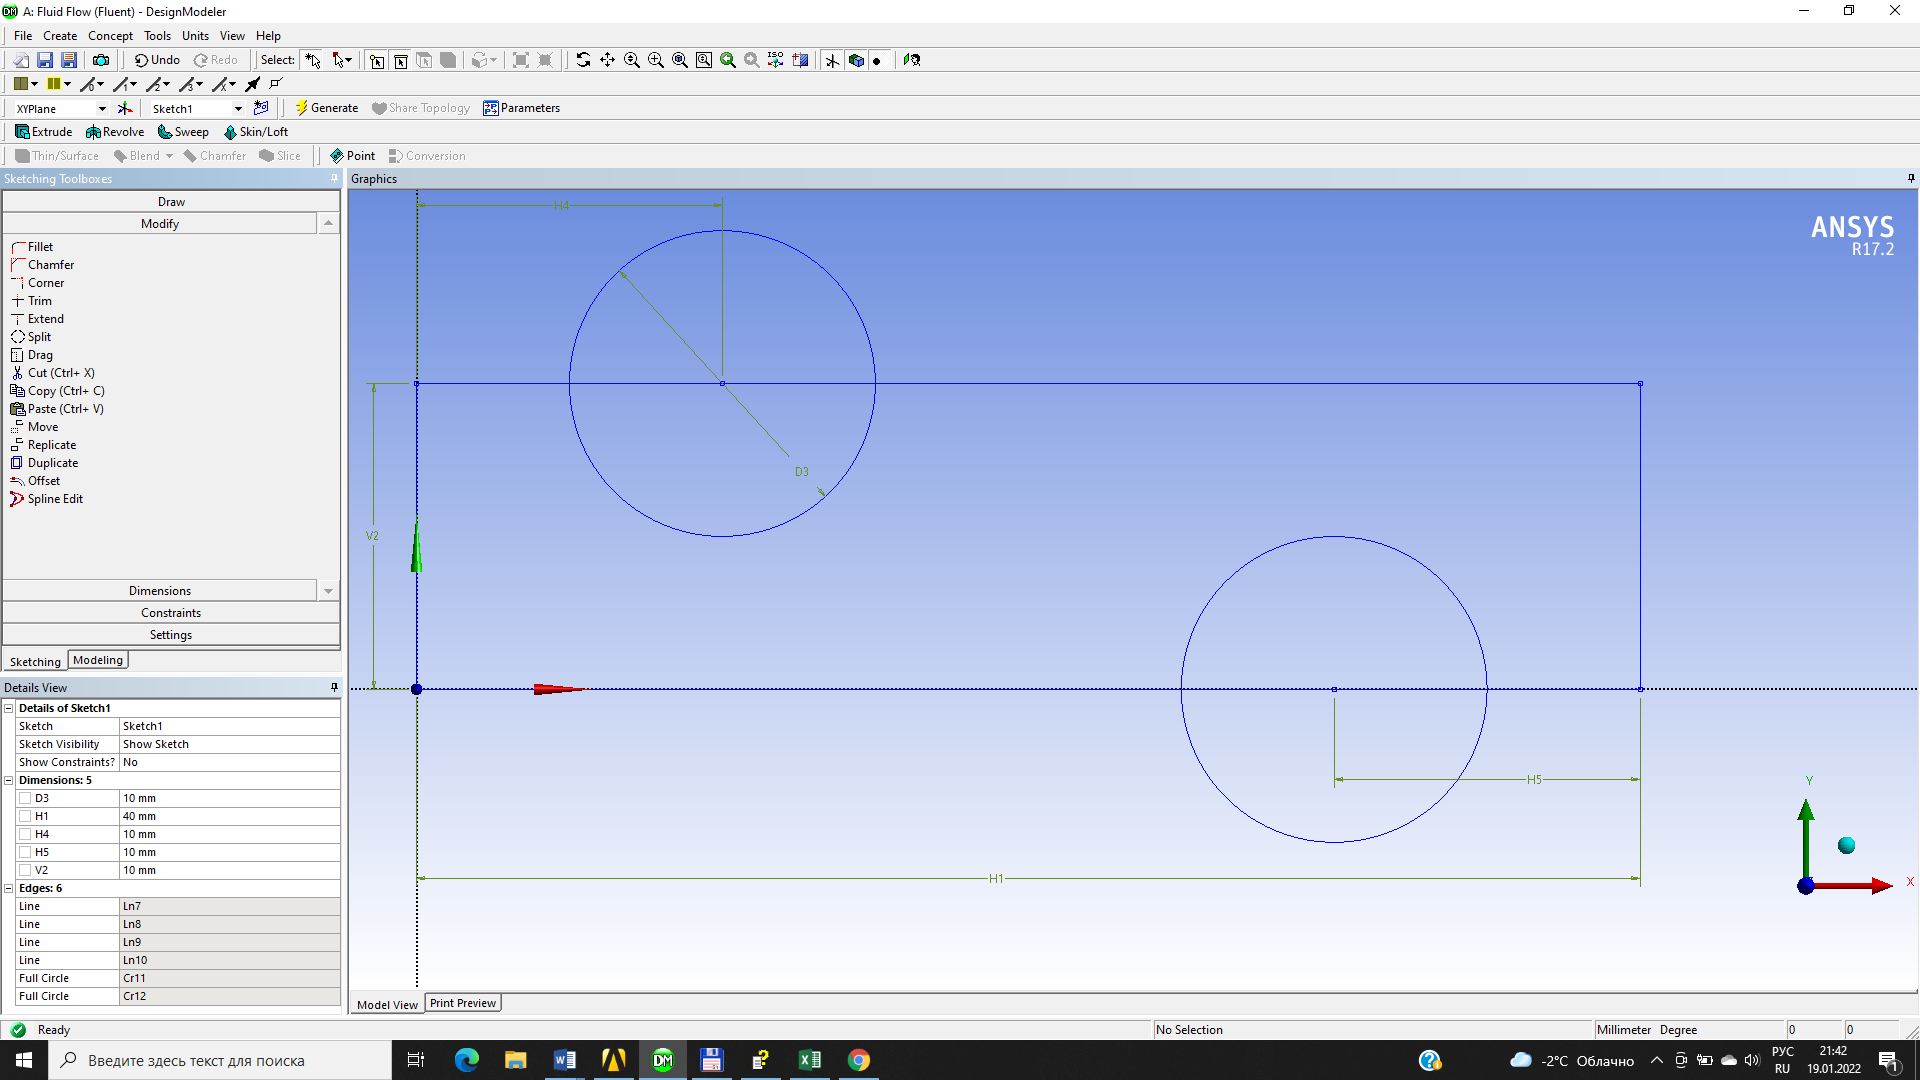 A: Fluid Flow (Fluent) - DesignModeler
File Create Concept Tools Units View Help
Undo Redo Select: ISO
XYPlane Sketch1 Generate Share Topology Parameters
Extrude Revolve Sweep Skin/Loft
Thin/Surface Blend Chamfer Slice Point Conversion
Sketching Toolboxes
Draw
Modify
Fillet
Chamfer
Corner
Trim
Extend
Split
Drag
Cut (Ctrl+ X)
Copy (Ctrl+ C)
Paste (Ctrl+ V)
Move
Replicate
Duplicate
Offset
Spline Edit
Dimensions
Constraints
Settings
Sketching Modeling
Details View
Details of Sketch1
Sketch Sketch1
Sketch Visibility Show Sketch
Show Constraints? No
Dimensions: 5
D3 10 mm
H1 40 mm
H4 10 mm
H5 10 mm
V2 10 mm
Edges: 6
Line Ln7
Line Ln8
Line Ln9
Line Ln10
Full Circle Cr11
Full Circle Cr12
Graphics
H4
ANSYS
R17.2
D3
V2
H5
H1
Y
X
Model View Print Preview
Ready No Selection Millimeter Degree 0 0
Введите здесь текст для поиска
DM
-2°C Облачно
РУС
RU
21:42
19.01.2022
1